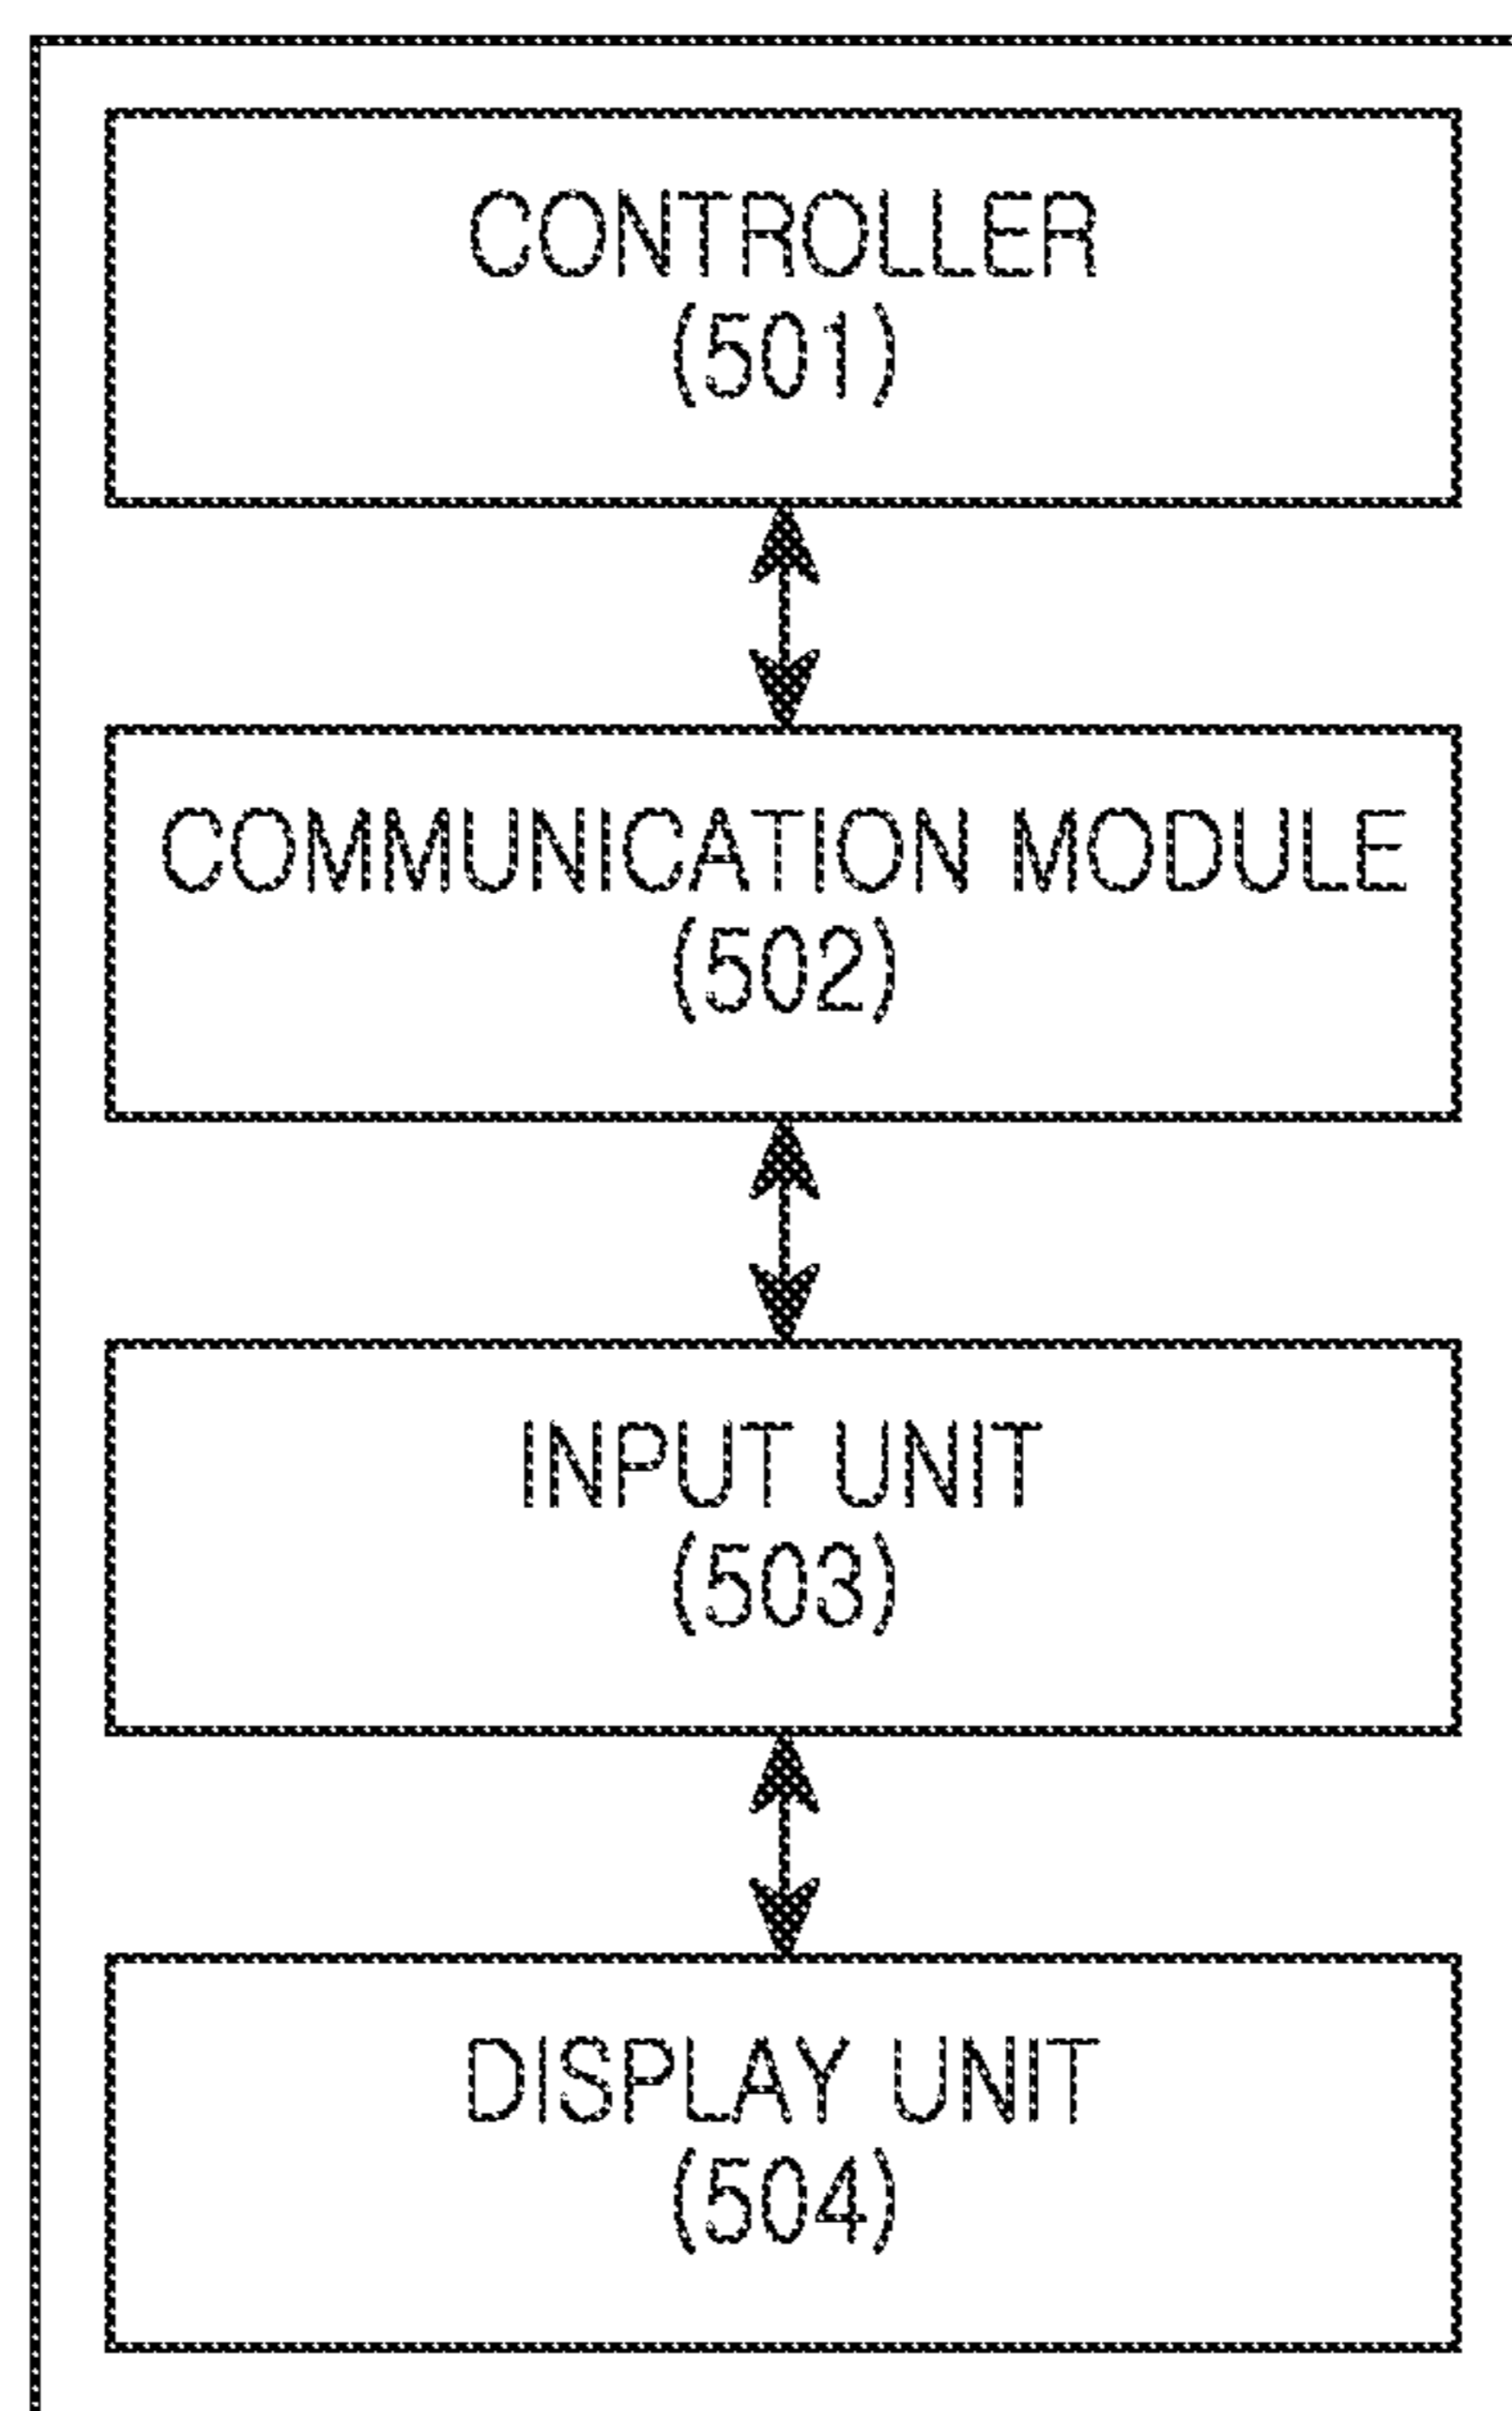 CONTROLLER
(501)
COMMUNICATION MODULE
(502)
INPUT UNIT
(503)
DISPLAY UNIT
(504)